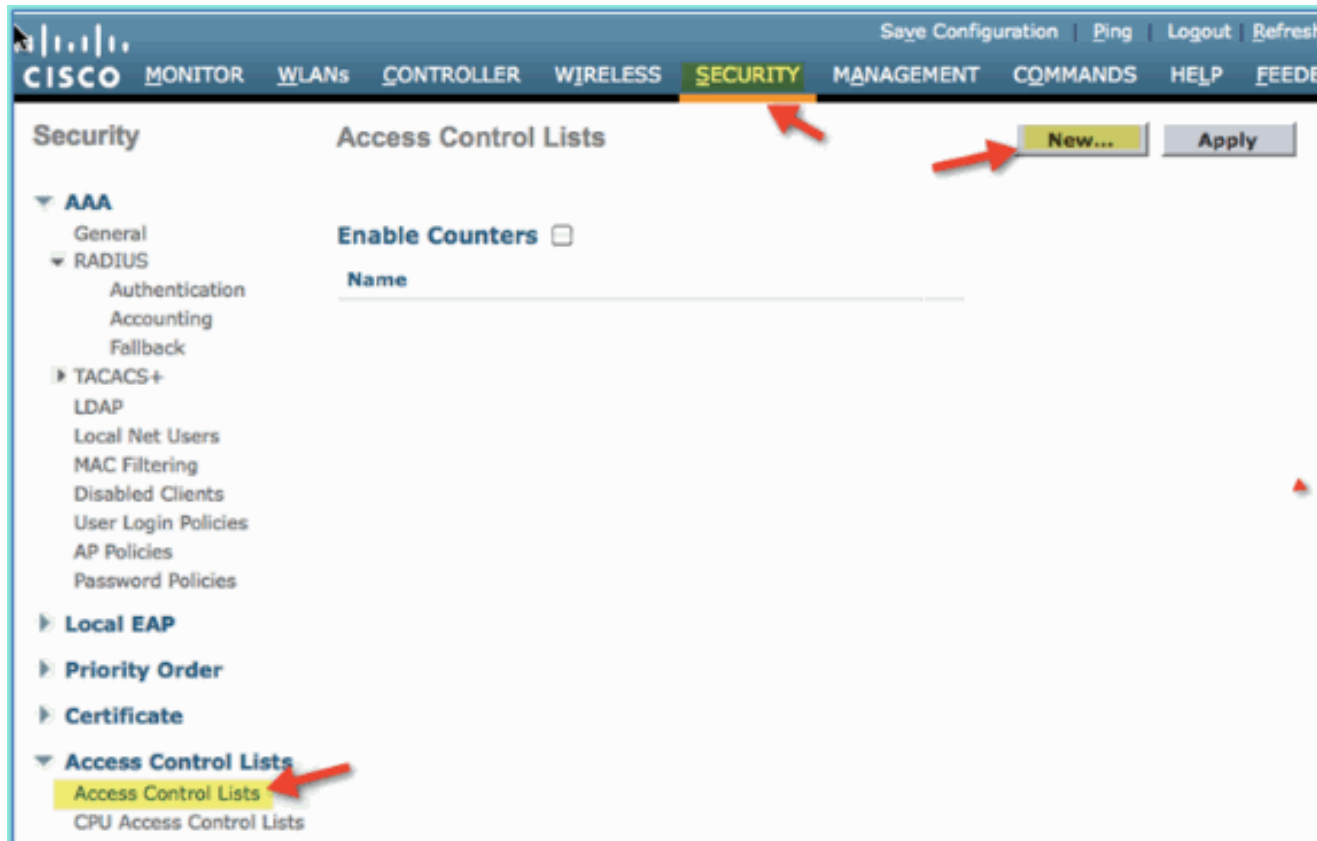 Save Configuration | Ping | Logout | Refresh
CISCO MONITOR WLANs CONTROLLER WIRELESS SECURITY MANAGEMENT COMMANDS HELP FEEDB
Security
Access Control Lists
New...
Apply
AAA
General
RADIUS
Authentication
Accounting
Fallback
TACACS+
LDAP
Local Net Users
MAC Filtering
Disabled Clients
User Login Policies
AP Policies
Password Policies
Local EAP
Priority Order
Certificate
Access Control Lists
Access Control Lists
CPU Access Control Lists
Enable Counters
Name